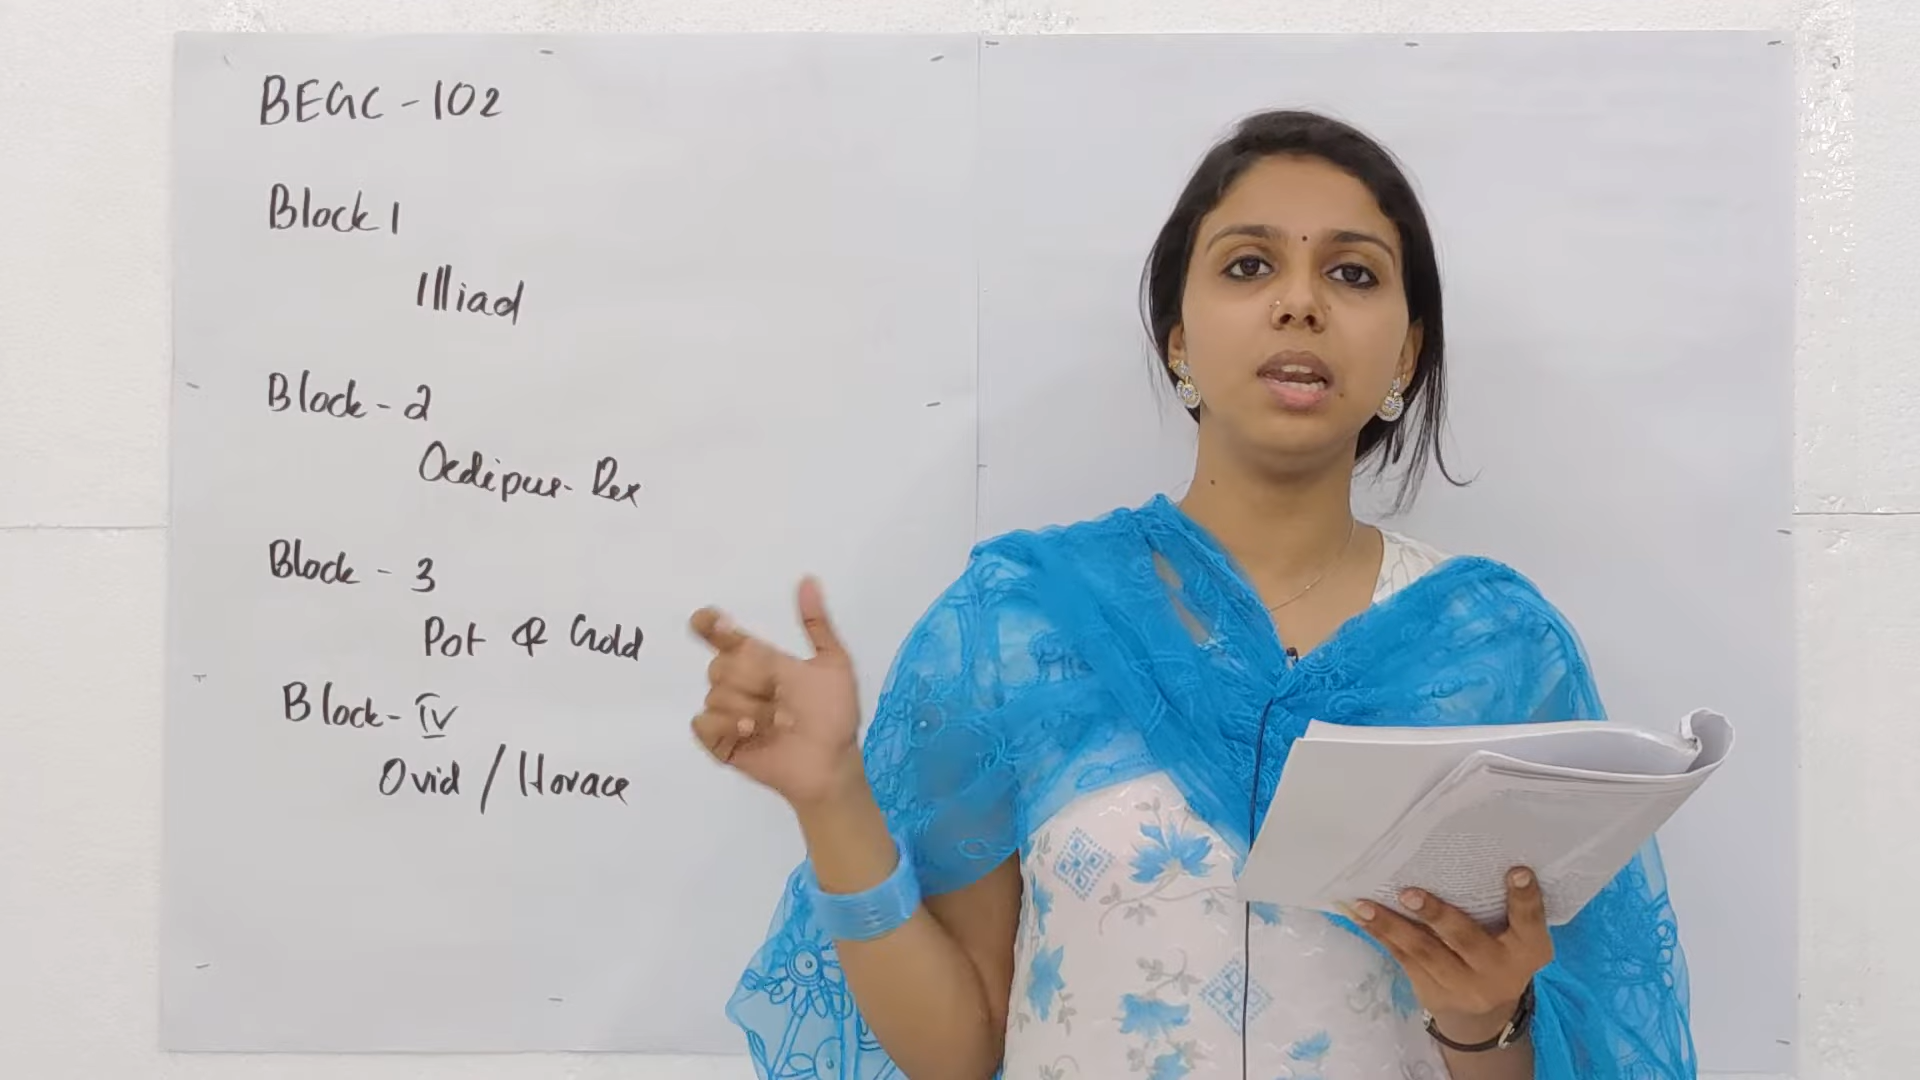 BEGC - 102
Block 1
Illiad
Block - 2
Oedipus Rex
Block - 3
Pot of Gold
Block - IV
Ovid / Horace